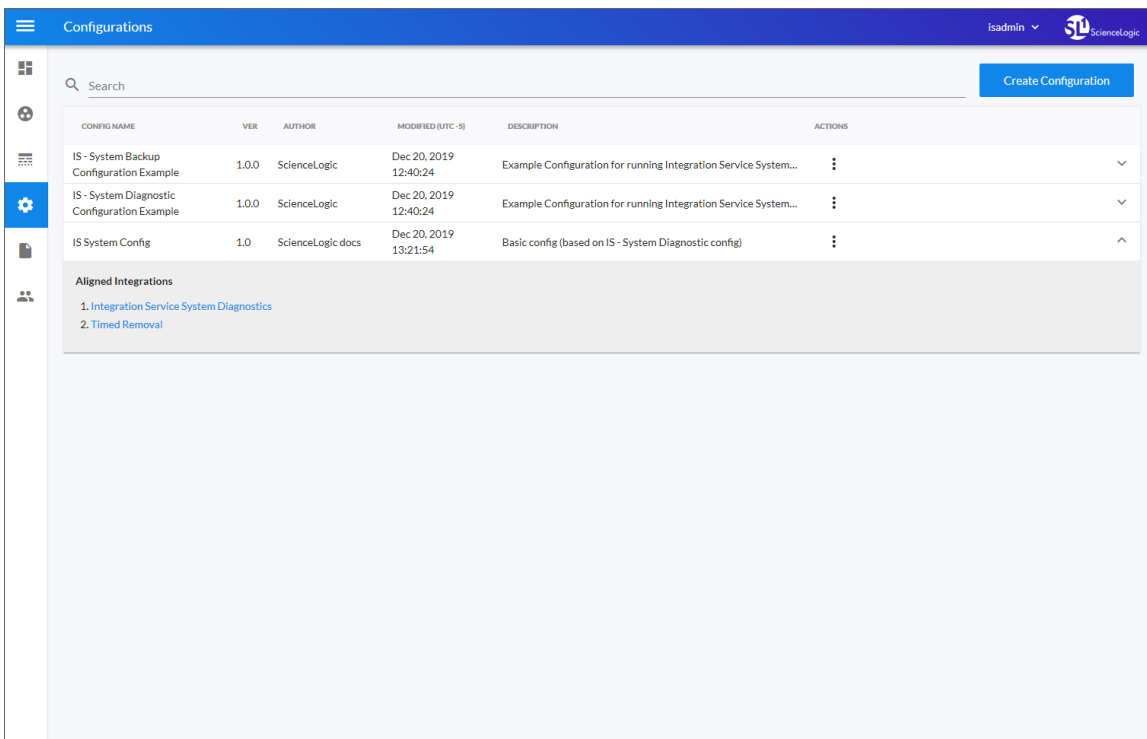 Configurations
isadmin
SL1 ScienceLogic
Search
Create Configuration
CONFIG NAME VER AUTHOR MODIFIED (UTC -5) DESCRIPTION ACTIONS
IS - System Backup
Configuration Example
1.0.0
ScienceLogic
Dec 20, 2019
12:40:24
Example Configuration for running Integration Service System...
IS - System Diagnostic
Configuration Example
1.0.0
ScienceLogic
Dec 20, 2019
12:40:24
Example Configuration for running Integration Service System...
IS System Config
1.0
ScienceLogic docs
Dec 20, 2019
13:21:54
Basic config (based on IS - System Diagnostic config)
Aligned Integrations
1. Integration Service System Diagnostics
2. Timed Removal